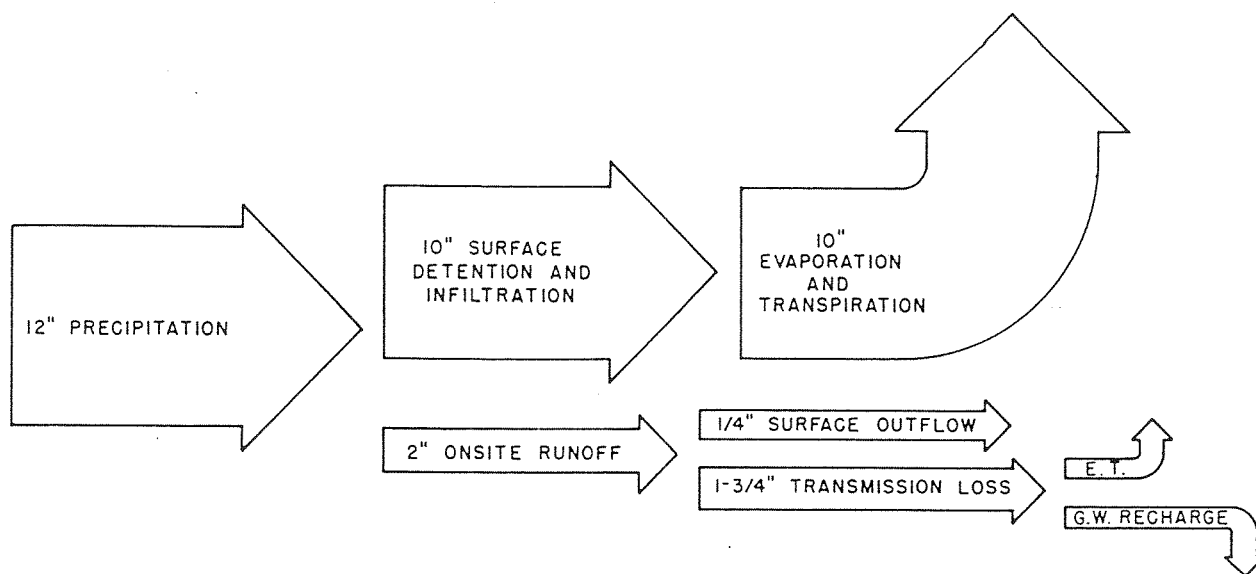 12" PRECIPITATION
10" SURFACE
DETENTION AND
INFILTRATION
10"
EVAPORATION
AND
TRANSPIRATION
2" ONSITE RUNOFF
1/4" SURFACE OUTFLOW
1-3/4" TRANSMISSION LOSS
E.T.
G.W. RECHARGE